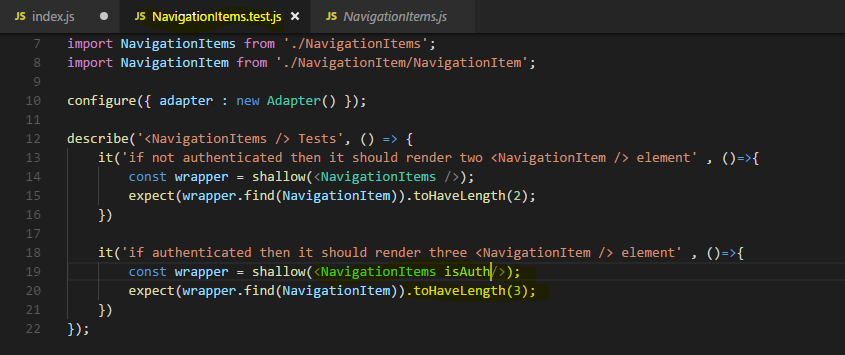 JS index.js ● JS NavigationItems.test.js × JS NavigationItems.js
7 import NavigationItems from './NavigationItems';
8 import NavigationItem from './NavigationItem/NavigationItem';
9
10 configure({ adapter : new Adapter() });
11
12 describe('<NavigationItems /> Tests', () => {
13 it('if not authenticated then it should render two <NavigationItem /> element' , ()=>{
14 const wrapper = shallow(<NavigationItems />);
15 expect(wrapper.find(NavigationItem)).toHaveLength(2);
16 })
17
18 it('if authenticated then it should render three <NavigationItem /> element' , ()=>{
19 const wrapper = shallow(<NavigationItems isAuth/>);
20 expect(wrapper.find(NavigationItem)).toHaveLength(3);
21 })
22 });